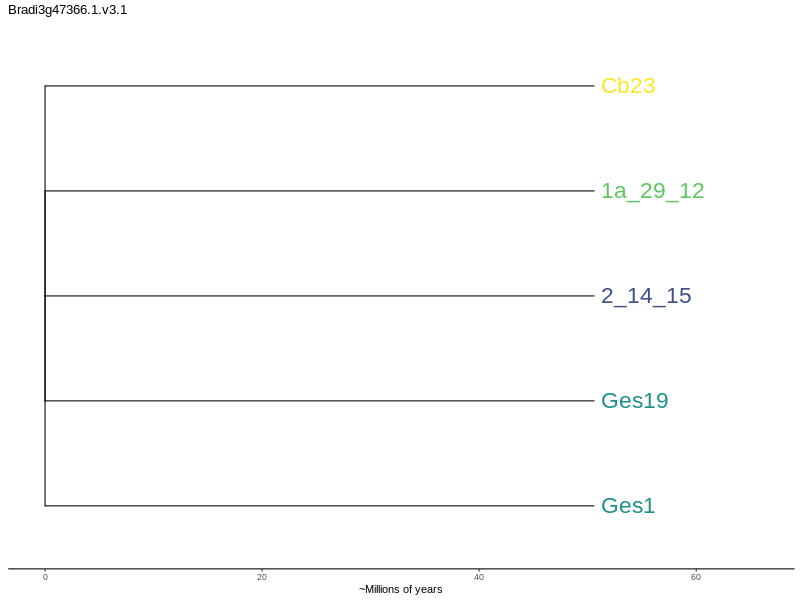 Bradi3g47366.1.v3.1
Cb23
1a_29_12
2_14_15
Ges19
Ges1
0 20 40 60
~Millions of years